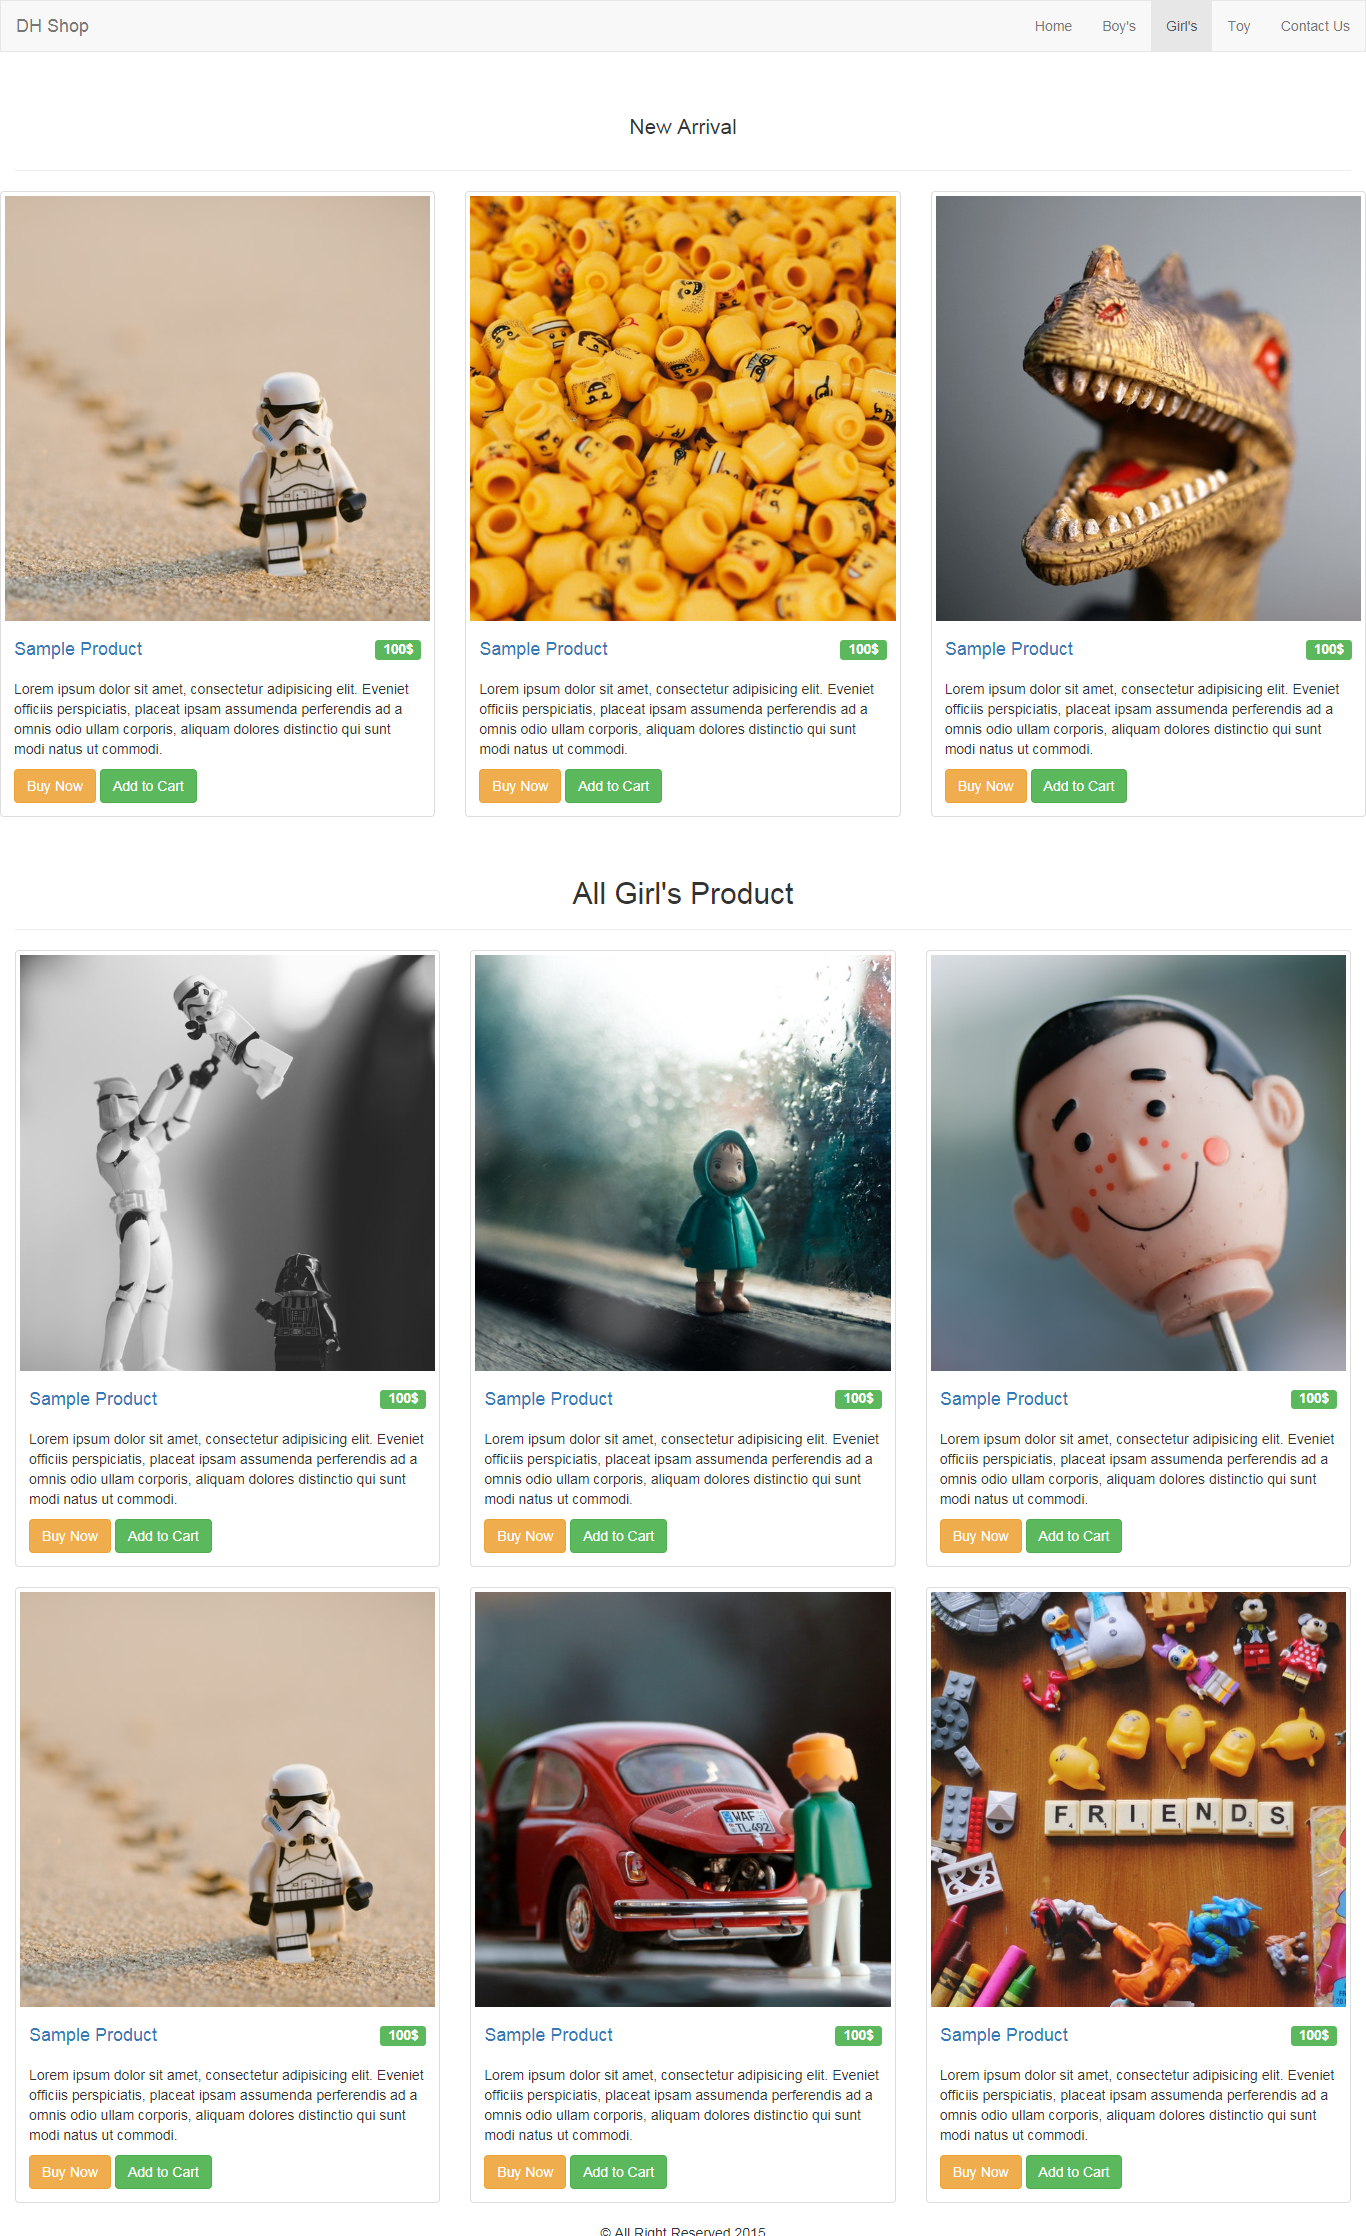 DH Shop
Home
Boy's
Girl's
Toy
Contact Us
New Arrival
Sample Product
100$
Lorem ipsum dolor sit amet, consectetur adipisicing elit. Eveniet
officiis perspiciatis, placeat ipsam assumenda perferendis ad a
omnis odio ullam corporis, aliquam dolores distinctio qui sunt
modi natus ut commodi.
Buy Now
Add to Cart
Sample Product
100$
Lorem ipsum dolor sit amet, consectetur adipisicing elit. Eveniet
officiis perspiciatis, placeat ipsam assumenda perferendis ad a
omnis odio ullam corporis, aliquam dolores distinctio qui sunt
modi natus ut commodi.
Buy Now
Add to Cart
Sample Product
100$
Lorem ipsum dolor sit amet, consectetur adipisicing elit. Eveniet
officiis perspiciatis, placeat ipsam assumenda perferendis ad a
omnis odio ullam corporis, aliquam dolores distinctio qui sunt
modi natus ut commodi.
Buy Now
Add to Cart
All Girl's Product
Sample Product
100$
Lorem ipsum dolor sit amet, consectetur adipisicing elit. Eveniet
officiis perspiciatis, placeat ipsam assumenda perferendis ad a
omnis odio ullam corporis, aliquam dolores distinctio qui sunt
modi natus ut commodi.
Buy Now
Add to Cart
Sample Product
100$
Lorem ipsum dolor sit amet, consectetur adipisicing elit. Eveniet
officiis perspiciatis, placeat ipsam assumenda perferendis ad a
omnis odio ullam corporis, aliquam dolores distinctio qui sunt
modi natus ut commodi.
Buy Now
Add to Cart
Sample Product
100$
Lorem ipsum dolor sit amet, consectetur adipisicing elit. Eveniet
officiis perspiciatis, placeat ipsam assumenda perferendis ad a
omnis odio ullam corporis, aliquam dolores distinctio qui sunt
modi natus ut commodi.
Buy Now
Add to Cart
Sample Product
100$
Lorem ipsum dolor sit amet, consectetur adipisicing elit. Eveniet
officiis perspiciatis, placeat ipsam assumenda perferendis ad a
omnis odio ullam corporis, aliquam dolores distinctio qui sunt
modi natus ut commodi.
Buy Now
Add to Cart
WAF
TL 492
Sample Product
100$
Lorem ipsum dolor sit amet, consectetur adipisicing elit. Eveniet
officiis perspiciatis, placeat ipsam assumenda perferendis ad a
omnis odio ullam corporis, aliquam dolores distinctio qui sunt
modi natus ut commodi.
Buy Now
Add to Cart
FRIENDS
Sample Product
100$
Lorem ipsum dolor sit amet, consectetur adipisicing elit. Eveniet
officiis perspiciatis, placeat ipsam assumenda perferendis ad a
omnis odio ullam corporis, aliquam dolores distinctio qui sunt
modi natus ut commodi.
Buy Now
Add to Cart
© All Right Reserved 2015